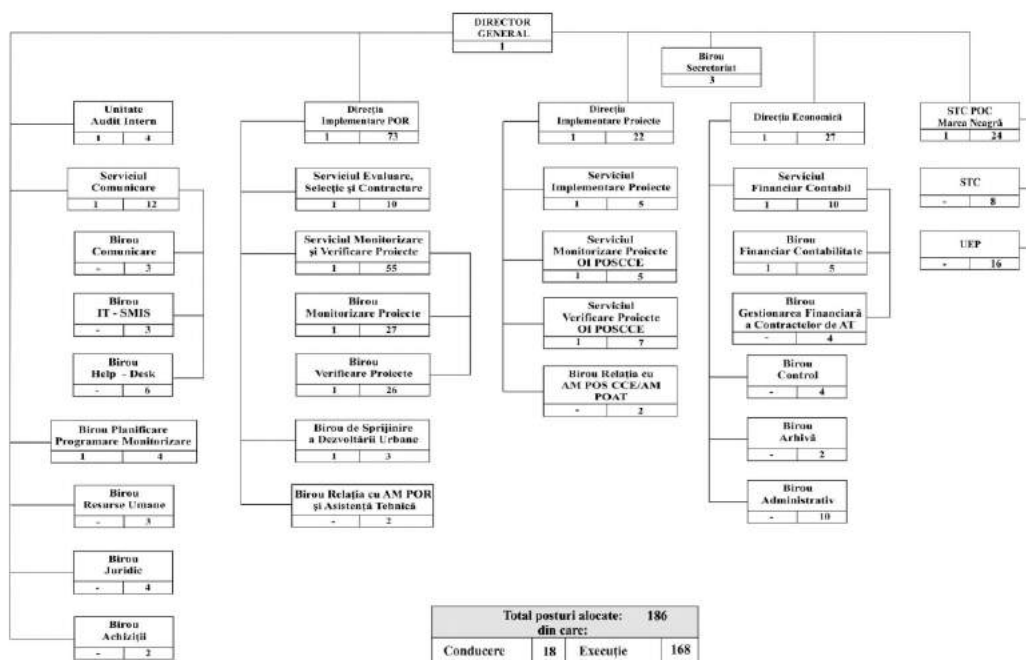 DIRECTOR
GENERAL
1
Birou
Secretariat
3
Unitate
Audit Intern
1 4
Serviciul
Comunicare
1 12
Birou
Comunicare
- 3
Birou
IT - SMIS
- 3
Birou
Help - Desk
- 6
Birou Planificare
Programare Monitorizare
1 4
Birou
Resurse Umane
- 3
Birou
Juridic
- 4
Birou
Achiziții
- 2
Direcția
Implementare POR
1 73
Serviciul Evaluare,
Selecție și Contractare
1 10
Serviciul Monitorizare
și Verificare Proiecte
1 55
Birou
Monitorizare Proiecte
1 27
Birou
Verificare Proiecte
1 26
Birou de Sprijinire
a Dezvoltării Urbane
1 3
Birou Relația cu AM POR
și Asistență Tehnică
- 2
Direcția
Implementare Proiecte
1 22
Serviciul
Implementare Proiecte
1 5
Serviciul
Monitorizare Proiecte
OI POSCCE
1 5
Serviciul
Verificare Proiecte
OI POSCCE
1 7
Birou Relația cu
AM POS CCE/AM
POAT
- 2
Direcția Economică
1 27
Serviciul
Financiar Contabil
1 10
Birou
Financiar Contabilitate
1 5
Birou
Gestionarea Financiară
a Contractelor de AT
- 4
Birou
Control
- 4
Birou
Arhivă
- 2
Birou
Administrativ
- 10
STC POC
Marea Neagră
1 24
STC
- 8
UEP
- 16
Total posturi alocate: 186
din care:
Conducere 18 Execuție 168